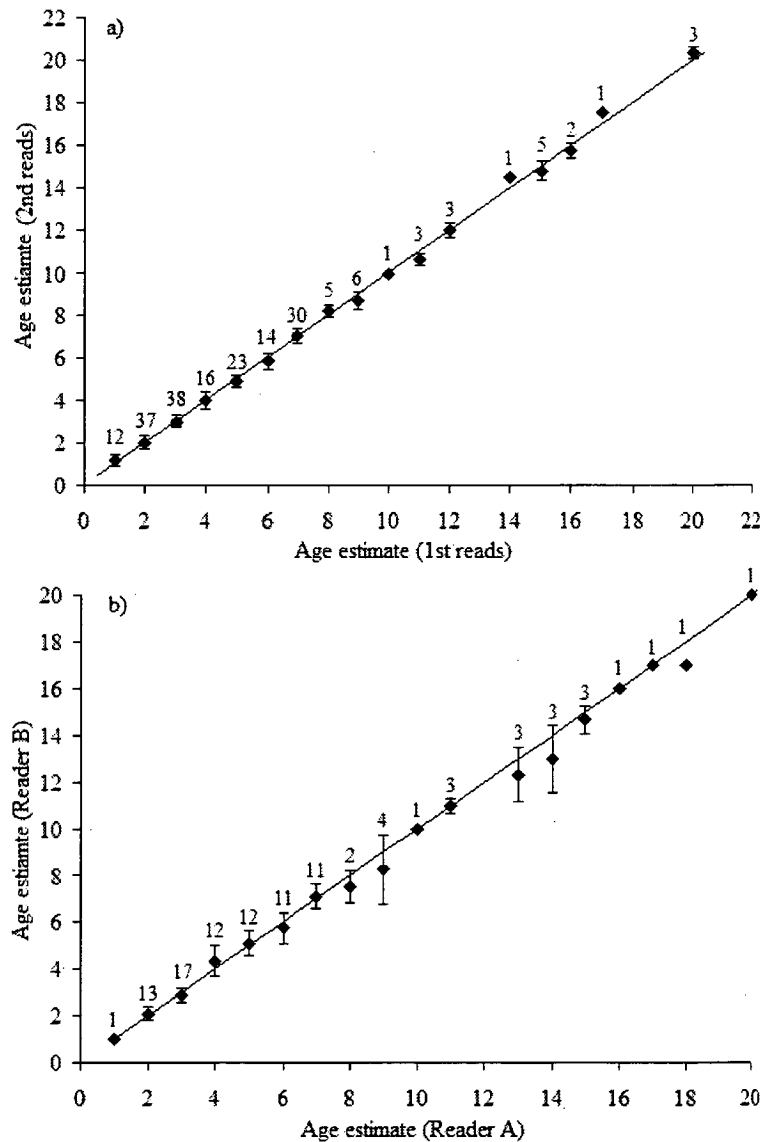 a)
22
20
18
16
14
12
10
8
6
4
2
0
Age estiamte (2nd reads)
12 37 38 16 23 14 30 5 6 1 3 3 1 5 2 1 3
0 2 4 6 8 10 12 14 16 18 20 22
Age estimate (1st reads)
b)
20
18
16
14
12
10
8
6
4
2
0
Age estiamte (Reader B)
1 13 17 12 12 11 11 2 4 1 3 3 3 3 1 1 1 1
0 2 4 6 8 10 12 14 16 18 20
Age estimate (Reader A)